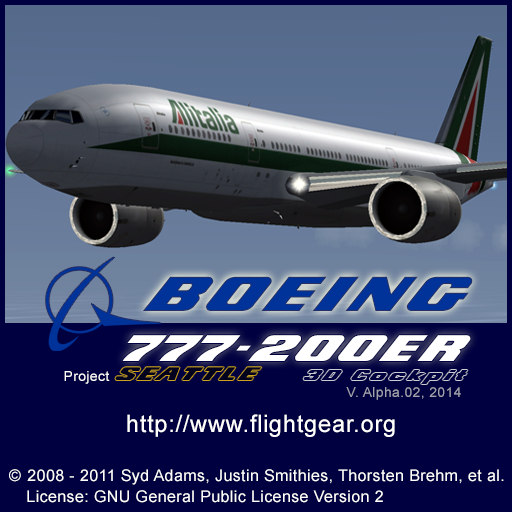 Alitalia
BOEING
777-200ER
Project SEATTLE 3D Cockpit
V. Alpha.02, 2014
http://www.flightgear.org
© 2008 - 2011 Syd Adams, Justin Smithies, Thorsten Brehm, et al.
License: GNU General Public License Version 2